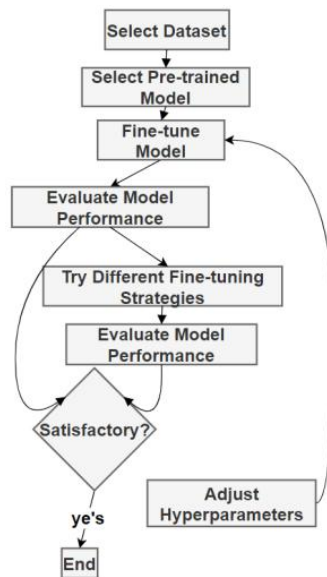 Select Dataset
Select Pre-trained
Model
Fine-tune
Model
Evaluate Model
Performance
Try Different Fine-tuning
Strategies
Evaluate Model
Performance
Satisfactory?
Adjust
Hyperparameters
ye's
End